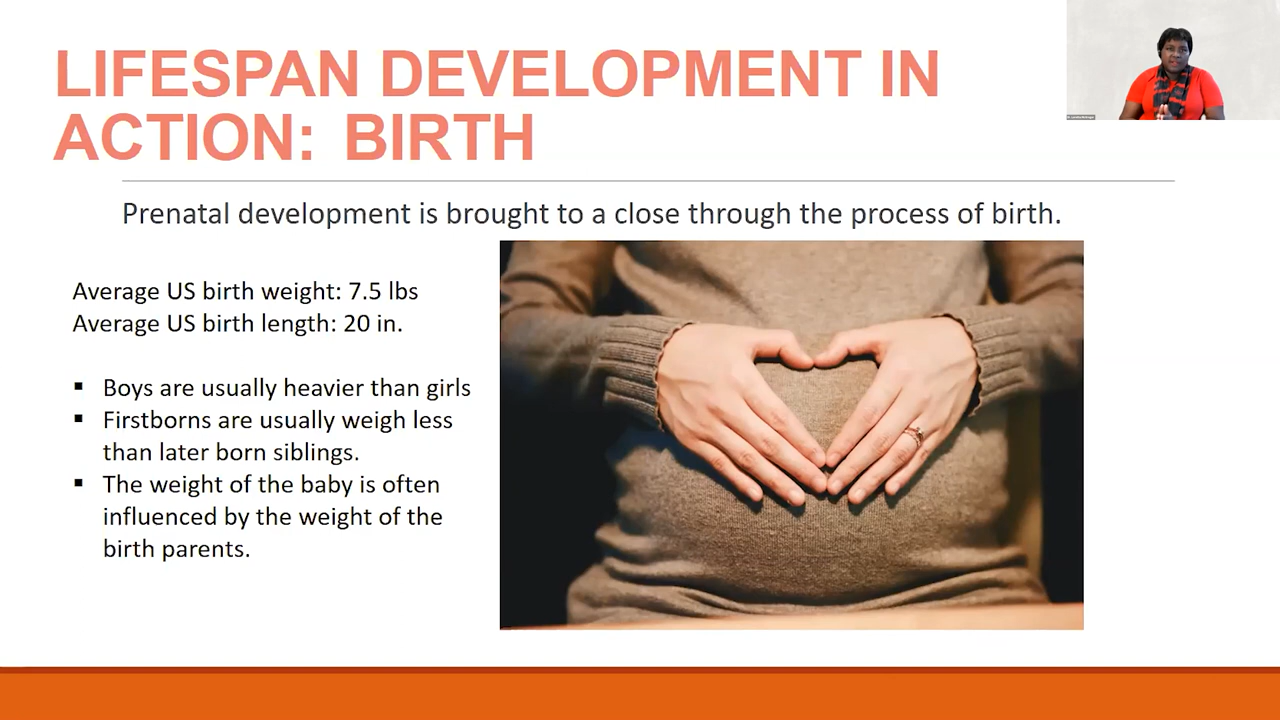 LIFESPAN DEVELOPMENT IN
ACTION: BIRTH
Prenatal development is brought to a close through the process of birth.
Average US birth weight: 7.5 lbs
Average US birth length: 20 in.
▪ Boys are usually heavier than girls
▪ Firstborns are usually weigh less
than later born siblings.
▪ The weight of the baby is often
influenced by the weight of the
birth parents.